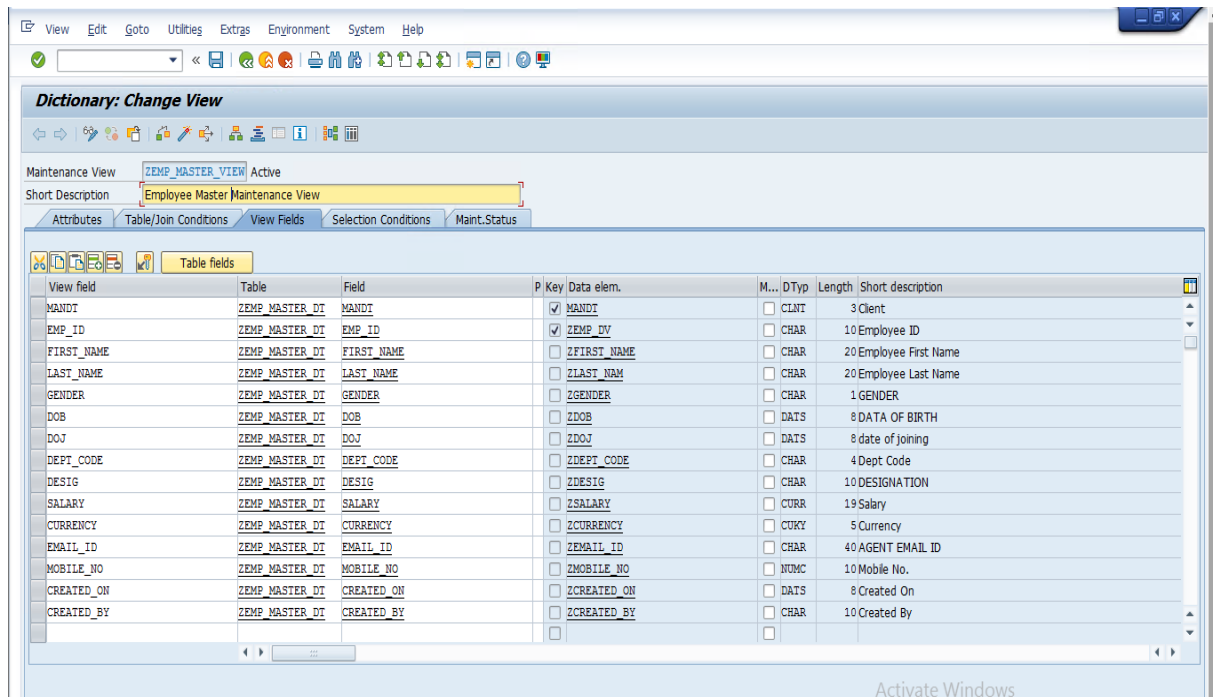 View Edit Goto Utilities Extras Environment System Help
Dictionary: Change View
Maintenance View ZEMP_MASTER_VIEW Active
Short Description Employee Master Maintenance View
Attributes Table/Join Conditions View Fields Selection Conditions Maint.Status
Table fields
View field Table Field P Key Data elem. M... DTyp Length Short description
MANDT ZEMP_MASTER_DT MANDT MANDT CLNT 3 Client
EMP_ID ZEMP_MASTER_DT EMP_ID ZEMP_DV CHAR 10 Employee ID
FIRST_NAME ZEMP_MASTER_DT FIRST_NAME ZFIRST_NAME CHAR 20 Employee First Name
LAST_NAME ZEMP_MASTER_DT LAST_NAME ZLAST_NAM CHAR 20 Employee Last Name
GENDER ZEMP_MASTER_DT GENDER ZGENDER CHAR 1 GENDER
DOB ZEMP_MASTER_DT DOB ZDOB DATS 8 DATA OF BIRTH
DOJ ZEMP_MASTER_DT DOJ ZDOJ DATS 8 date of joining
DEPT_CODE ZEMP_MASTER_DT DEPT_CODE ZDEPT_CODE CHAR 4 Dept Code
DESIG ZEMP_MASTER_DT DESIG ZDESIG CHAR 10 DESIGNATION
SALARY ZEMP_MASTER_DT SALARY ZSALARY CURR 19 Salary
CURRENCY ZEMP_MASTER_DT CURRENCY ZCURRENCY CUKY 5 Currency
EMAIL_ID ZEMP_MASTER_DT EMAIL_ID ZEMAIL_ID CHAR 40 AGENT EMAIL ID
MOBILE_NO ZEMP_MASTER_DT MOBILE_NO ZMOBILE_NO NUMC 10 Mobile No.
CREATED_ON ZEMP_MASTER_DT CREATED_ON ZCREATED_ON DATS 8 Created On
CREATED_BY ZEMP_MASTER_DT CREATED_BY ZCREATED_BY CHAR 10 Created By
Activate Windows